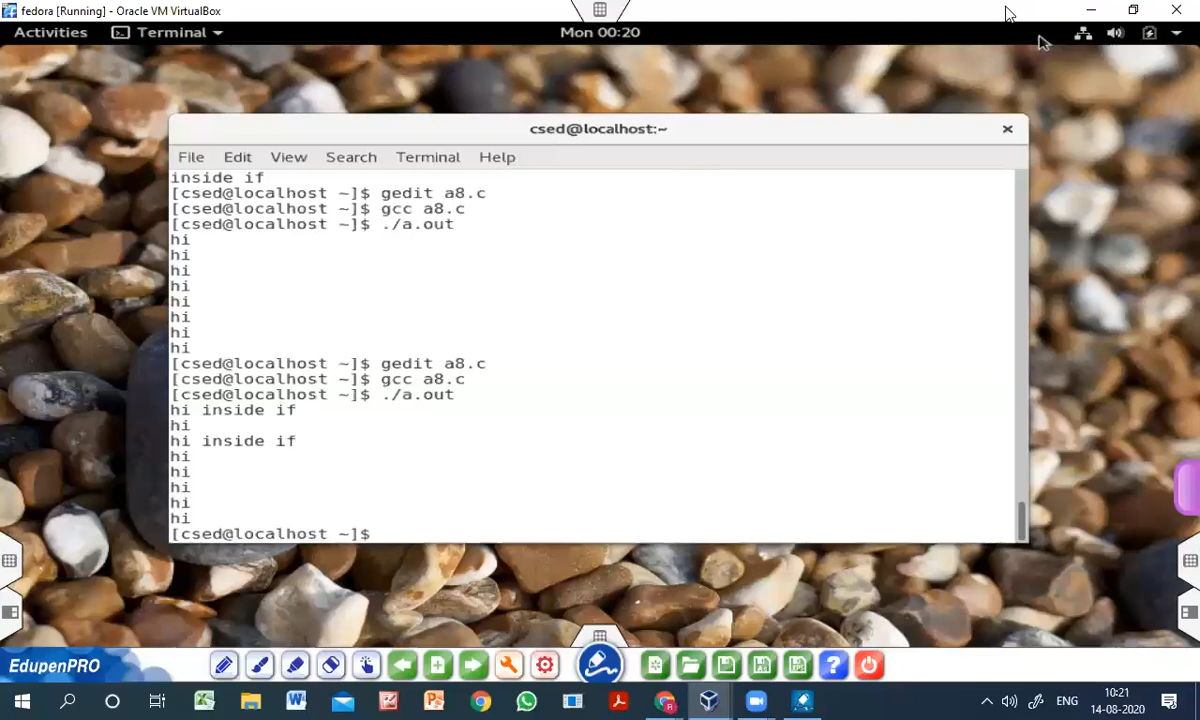 fedora [Running] - Oracle VM VirtualBox
Activities Terminal Mon 00:20
csed@localhost:~
File Edit View Search Terminal Help
inside if
[csed@localhost ~]$ gedit a8.c
[csed@localhost ~]$ gcc a8.c
[csed@localhost ~]$ ./a.out
hi
hi
hi
hi
hi
hi
hi
hi
[csed@localhost ~]$ gedit a8.c
[csed@localhost ~]$ gcc a8.c
[csed@localhost ~]$ ./a.out
hi inside if
hi
hi inside if
hi
hi
hi
hi
hi
[csed@localhost ~]$
EdupenPRO
ENG
10:21
14-08-2020